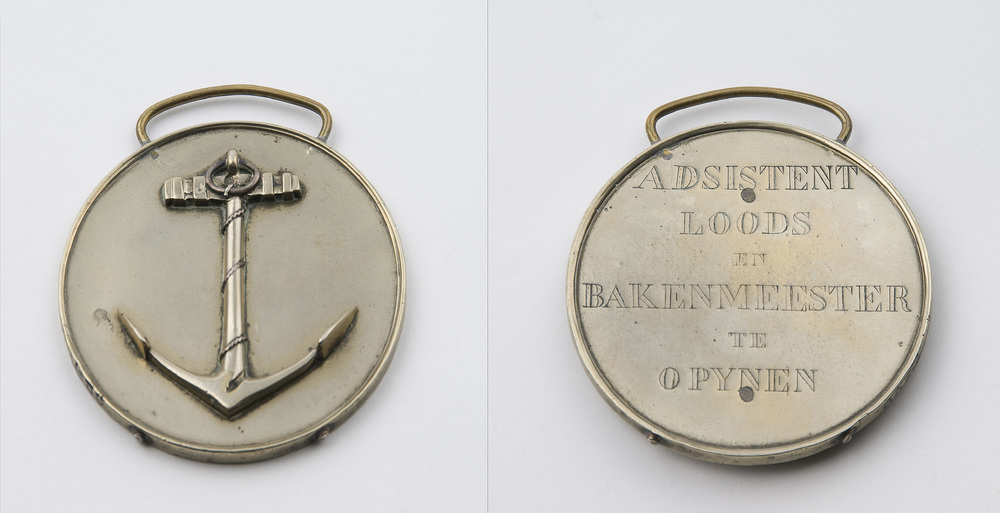 ADSISTENT
LOODS
EN
BAKENMEESTER
TE
OPYNEN